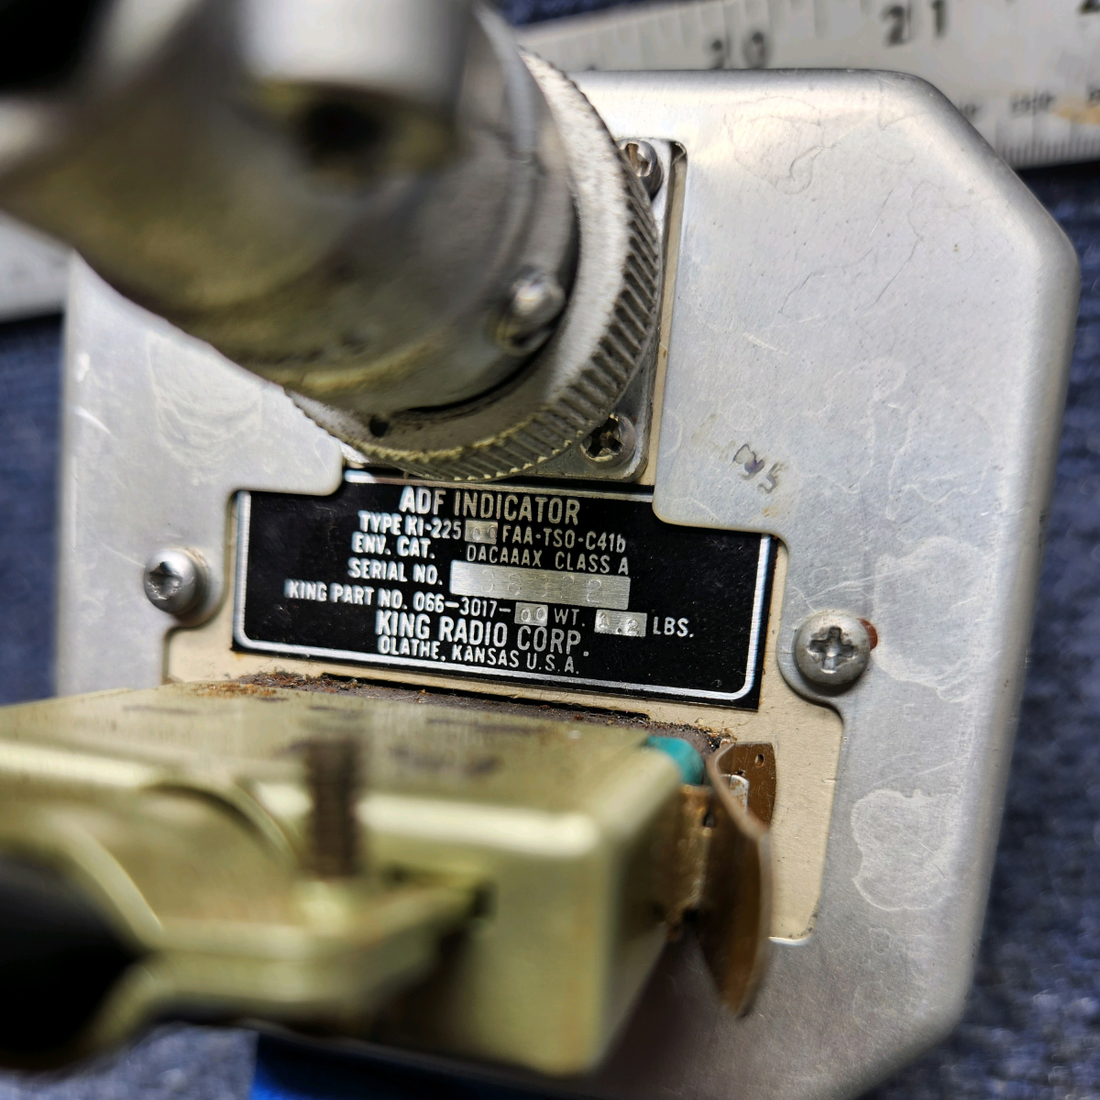 20
21
ADF INDICATOR
TYPE KI-225 00 FAA-TSO-C41b
ENV. CAT. DACAAAX CLASS A
SERIAL NO.
KING PART NO. 066-3017-00 WT. LBS.
KING RADIO CORP.
OLATHE, KANSAS U.S.A.